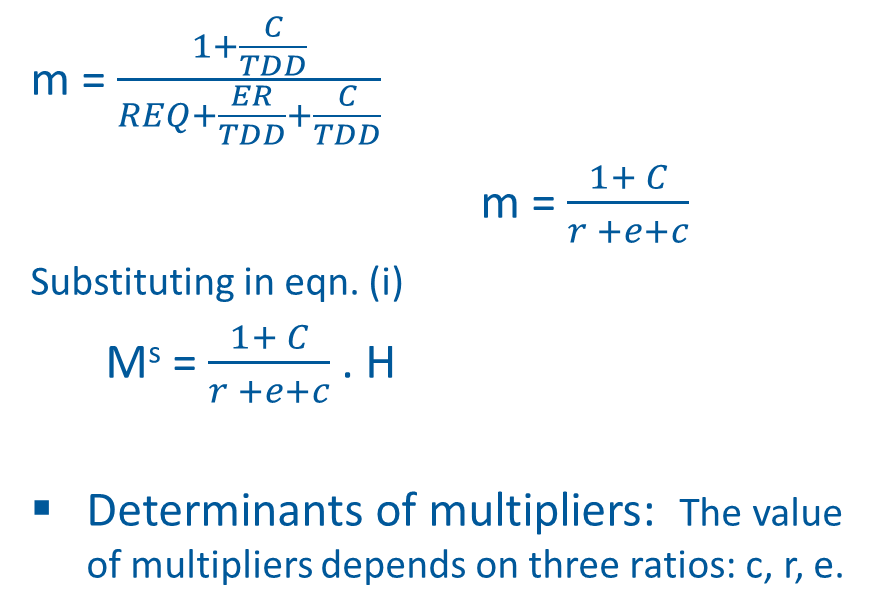 m = \frac{1+\frac{C}{TDD}}{REQ+\frac{ER}{TDD}+\frac{C}{TDD}}
m = \frac{1+ C}{r +e+c}
Substituting in eqn. (i)
M^s = \frac{1+ C}{r +e+c} . H
▪ Determinants of multipliers: The value
of multipliers depends on three ratios: c, r, e.